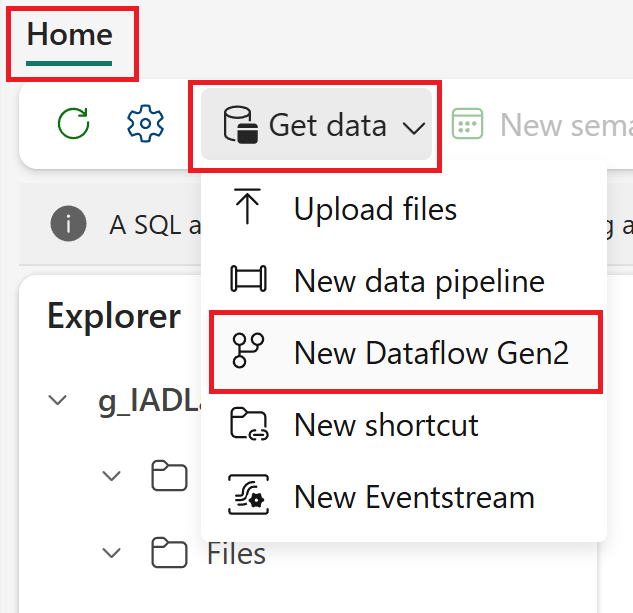 Home
Get data
New sema
Upload files
A SQL a
g a
New data pipeline
Explorer
New Dataflow Gen2
g_IADLa
New shortcut
New Eventstream
Files